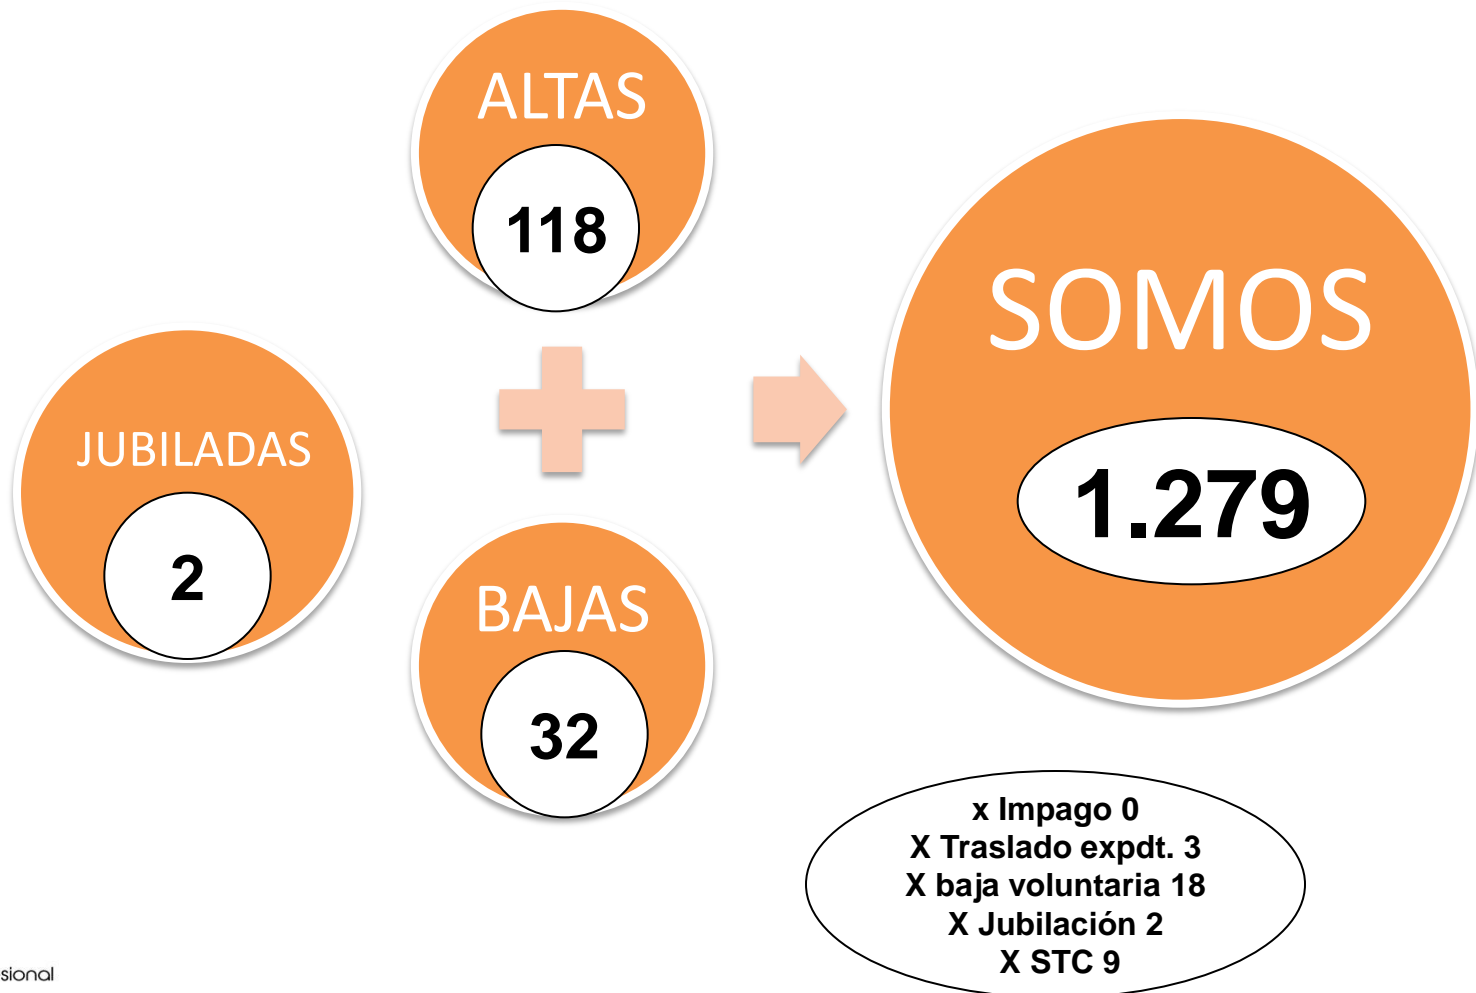 ALTAS
118
SOMOS
1.279
JUBILADAS
2
BAJAS
32
x Impago 0
X Traslado expdt. 3
X baja voluntaria 18
X Jubilación 2
X STC 9
sional